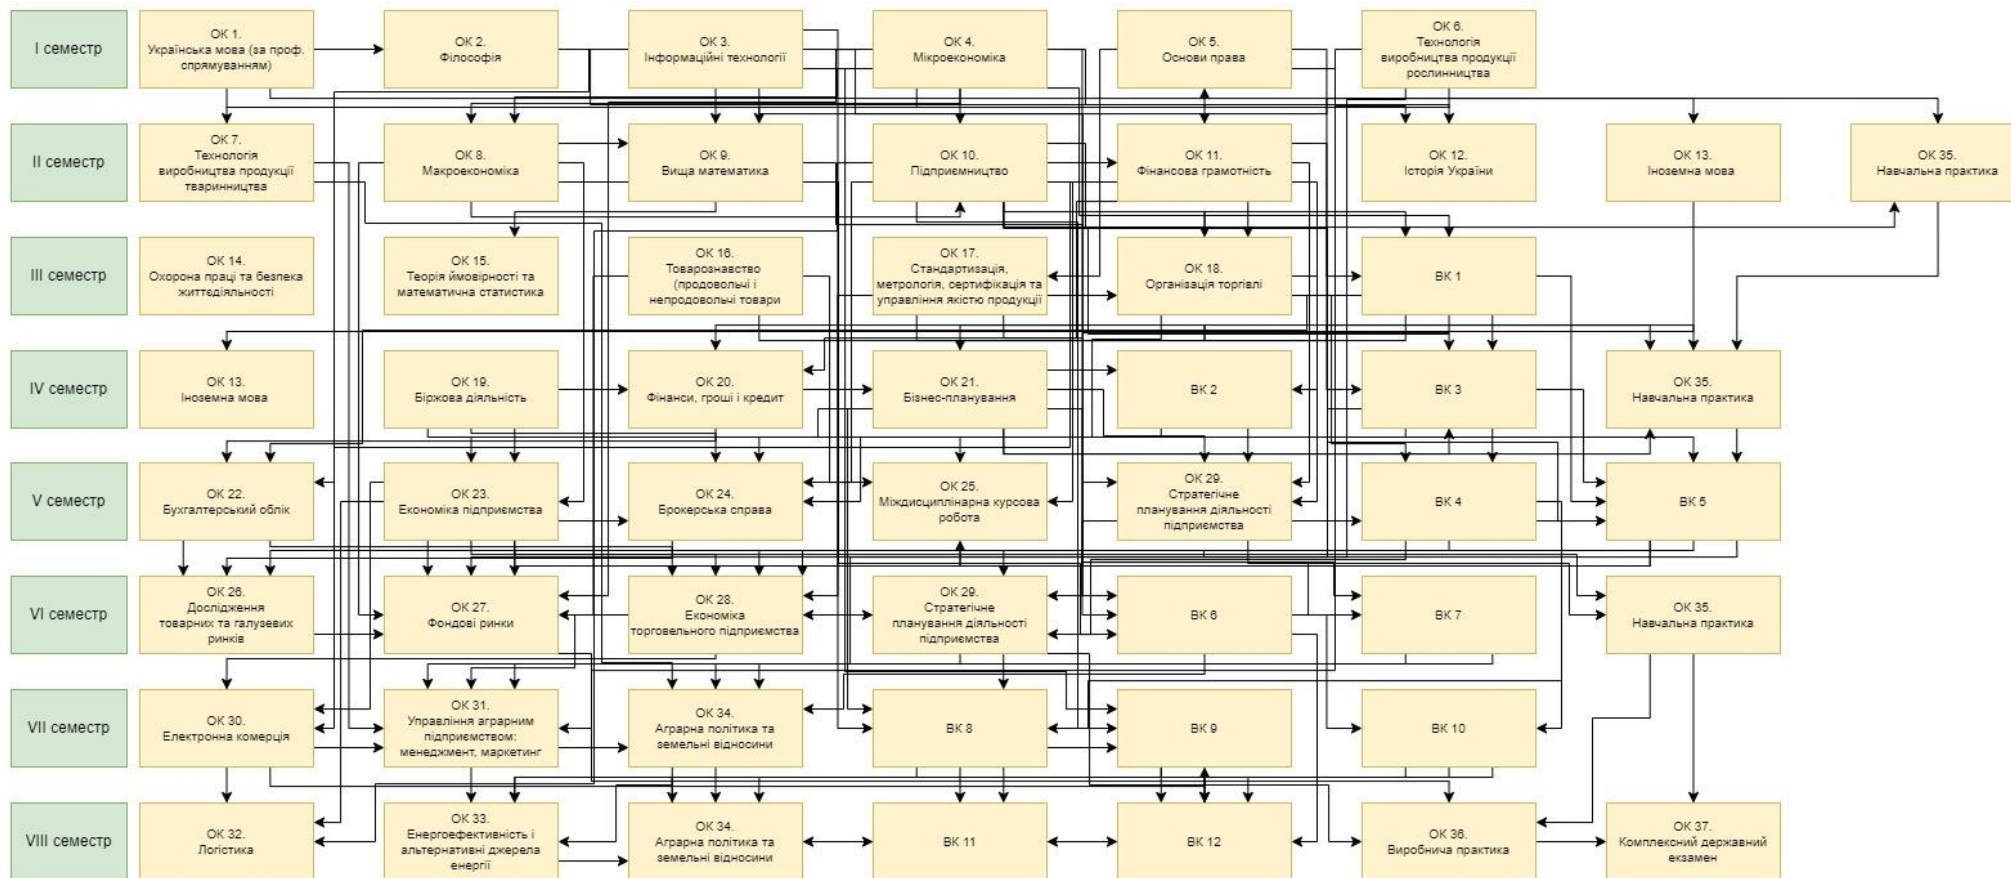 I семестр
ОК 1.
Українська мова (за проф.
спрямуванням)
ОК 2.
Філософія
ОК 3.
Інформаційні технології
ОК 4.
Мікроекономіка
ОК 5.
Основи права
ОК 6.
Технологія
виробництва продукції
рослинництва
II семестр
ОК 7.
Технологія
виробництва продукції
тваринництва
ОК 8.
Макроекономіка
ОК 9.
Вища математика
ОК 10.
Підприємництво
ОК 11.
Фінансова грамотність
ОК 12.
Історія України
ОК 13.
Іноземна мова
ОК 35.
Навчальна практика
III семестр
ОК 14.
Охорона праці та безпека
життєдіяльності
ОК 15.
Теорія ймовірності та
математична статистика
ОК 16.
Товарознавство
(продовольчі і
непродовольчі товари
ОК 17.
Стандартизація,
метрологія, сертифікація та
управління якістю продукції
ОК 18.
Організація торгівлі
ВК 1
IV семестр
ОК 13.
Іноземна мова
ОК 19.
Біржова діяльність
ОК 20.
Фінанси, гроші і кредит
ОК 21.
Бізнес-планування
ВК 2
ВК 3
ОК 35.
Навчальна практика
V семестр
ОК 22.
Бухгалтерський облік
ОК 23.
Економіка підприємства
ОК 24.
Брокерська справа
ОК 25.
Міждисциплінарна курсова
робота
ОК 29.
Стратегічне
планування діяльності
підприємства
ВК 4
ВК 5
VI семестр
ОК 26.
Дослідження
товарних та галузевих
ринків
ОК 27.
Фондові ринки
ОК 28.
Економіка
торговельного підприємства
ОК 29.
Стратегічне
планування діяльності
підприємства
ВК 6
ВК 7
ОК 35.
Навчальна практика
VII семестр
ОК 30.
Електронна комерція
ОК 31.
Управління аграрним
підприємством:
менеджмент, маркетинг
ОК 34.
Аграрна політика та
земельні відносини
ВК 8
ВК 9
ВК 10
VIII семестр
ОК 32.
Логістика
ОК 33.
Енергоефективність і
альтернативні джерела
енергії
ОК 34.
Аграрна політика та
земельні відносини
ВК 11
ВК 12
ОК 36.
Виробнича практика
ОК 37.
Комплексний державний
екзамен